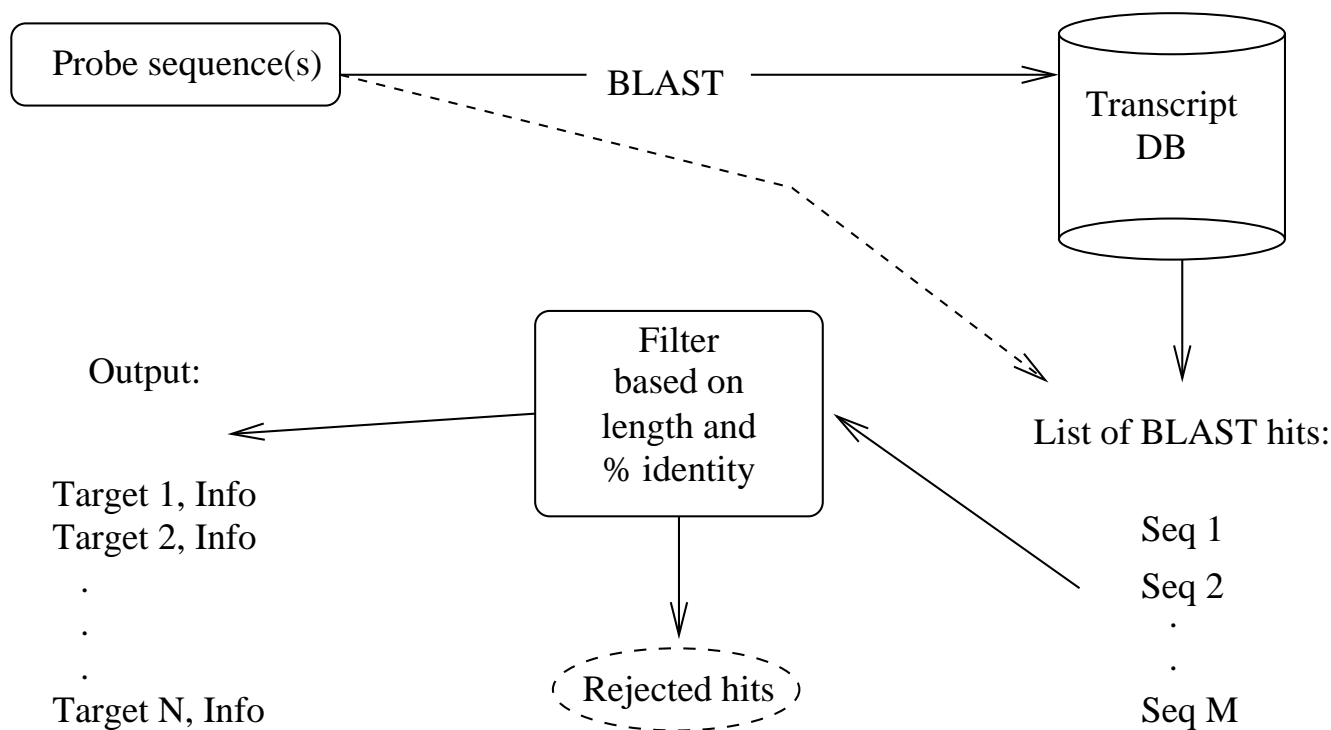 Probe sequence(s)
BLAST
Transcript
DB
Filter
based on
length and
% identity
Output:
List of BLAST hits:
Target 1, Info
Target 2, Info
.
.
.
Target N, Info
Rejected hits
Seq 1
Seq 2
.
.
Seq M